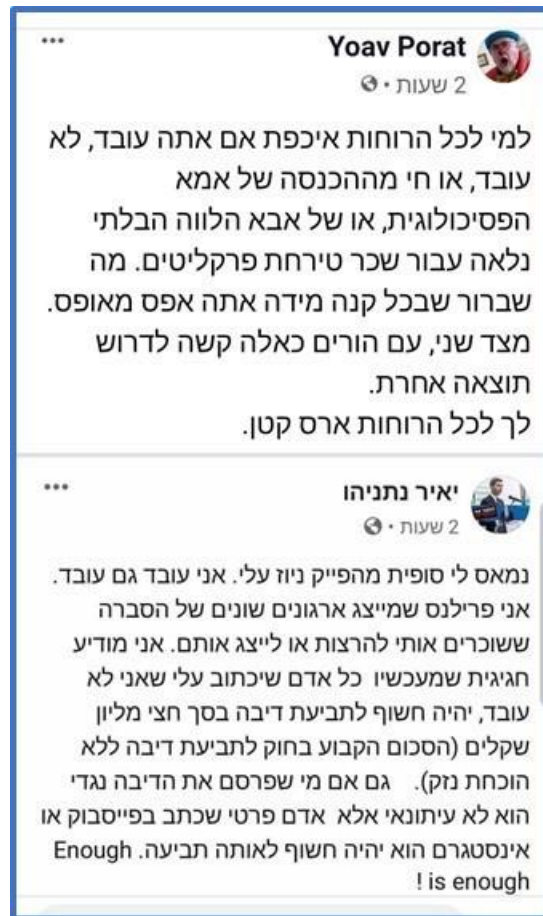 Yoav Porat
2 שעות
למי לכל הרוחות איכפת אם אתה עובד, לא
עובד, או חי מההכנסה של אמא
הפסיכולוגית, או של אבא הלווה הבלתי
נלאה עבור שכר טירחת פרקליטים. מה
שברור שבכל קנה מידה אתה אפס מאופס.
מצד שני, עם הורים כאלה קשה לדרוש
תוצאה אחרת.
לך לכל הרוחות ארס קטן.
יאיר נתניהו
2 שעות
נמאס לי סופית מהפייק ניוז עלי. אני עובד גם עובד.
אני פרילנס שמייצג ארגונים שונים של הסברה
ששוכרים אותי להרצות או לייצג אותם. אני מודיע
חגיגית שמעכשיו כל אדם שיכתוב עלי שאני לא
עובד, יהיה חשוף לתביעת דיבה בסך חצי מליון
שקלים (הסכום הקבוע בחוק לתביעת דיבה ללא
הוכחת נזק). גם אם מי שפרסם את הדיבה נגדי
הוא לא עיתונאי אלא אדם פרטי שכתב בפייסבוק או
אינסטגרם הוא יהיה חשוף לאותה תביעה. Enough
is enough !